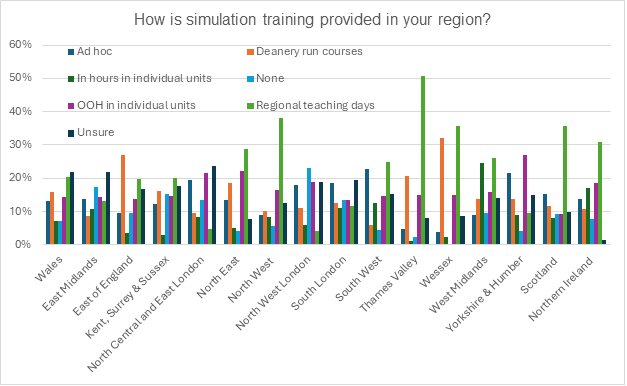 How is simulation training provided in your region?
60%
50%
40%
30%
20%
10%
0%
Ad hoc
Deanery run courses
In hours in individual units
None
OOH in individual units
Regional teaching days
Unsure
Wales
East Midlands
East of England
Kent, Surrey & Sussex
North Central and East London
North East
North West
North West London
South London
South West
Thames Valley
Wessex
West Midlands
Yorkshire & Humber
Scotland
Northern Ireland